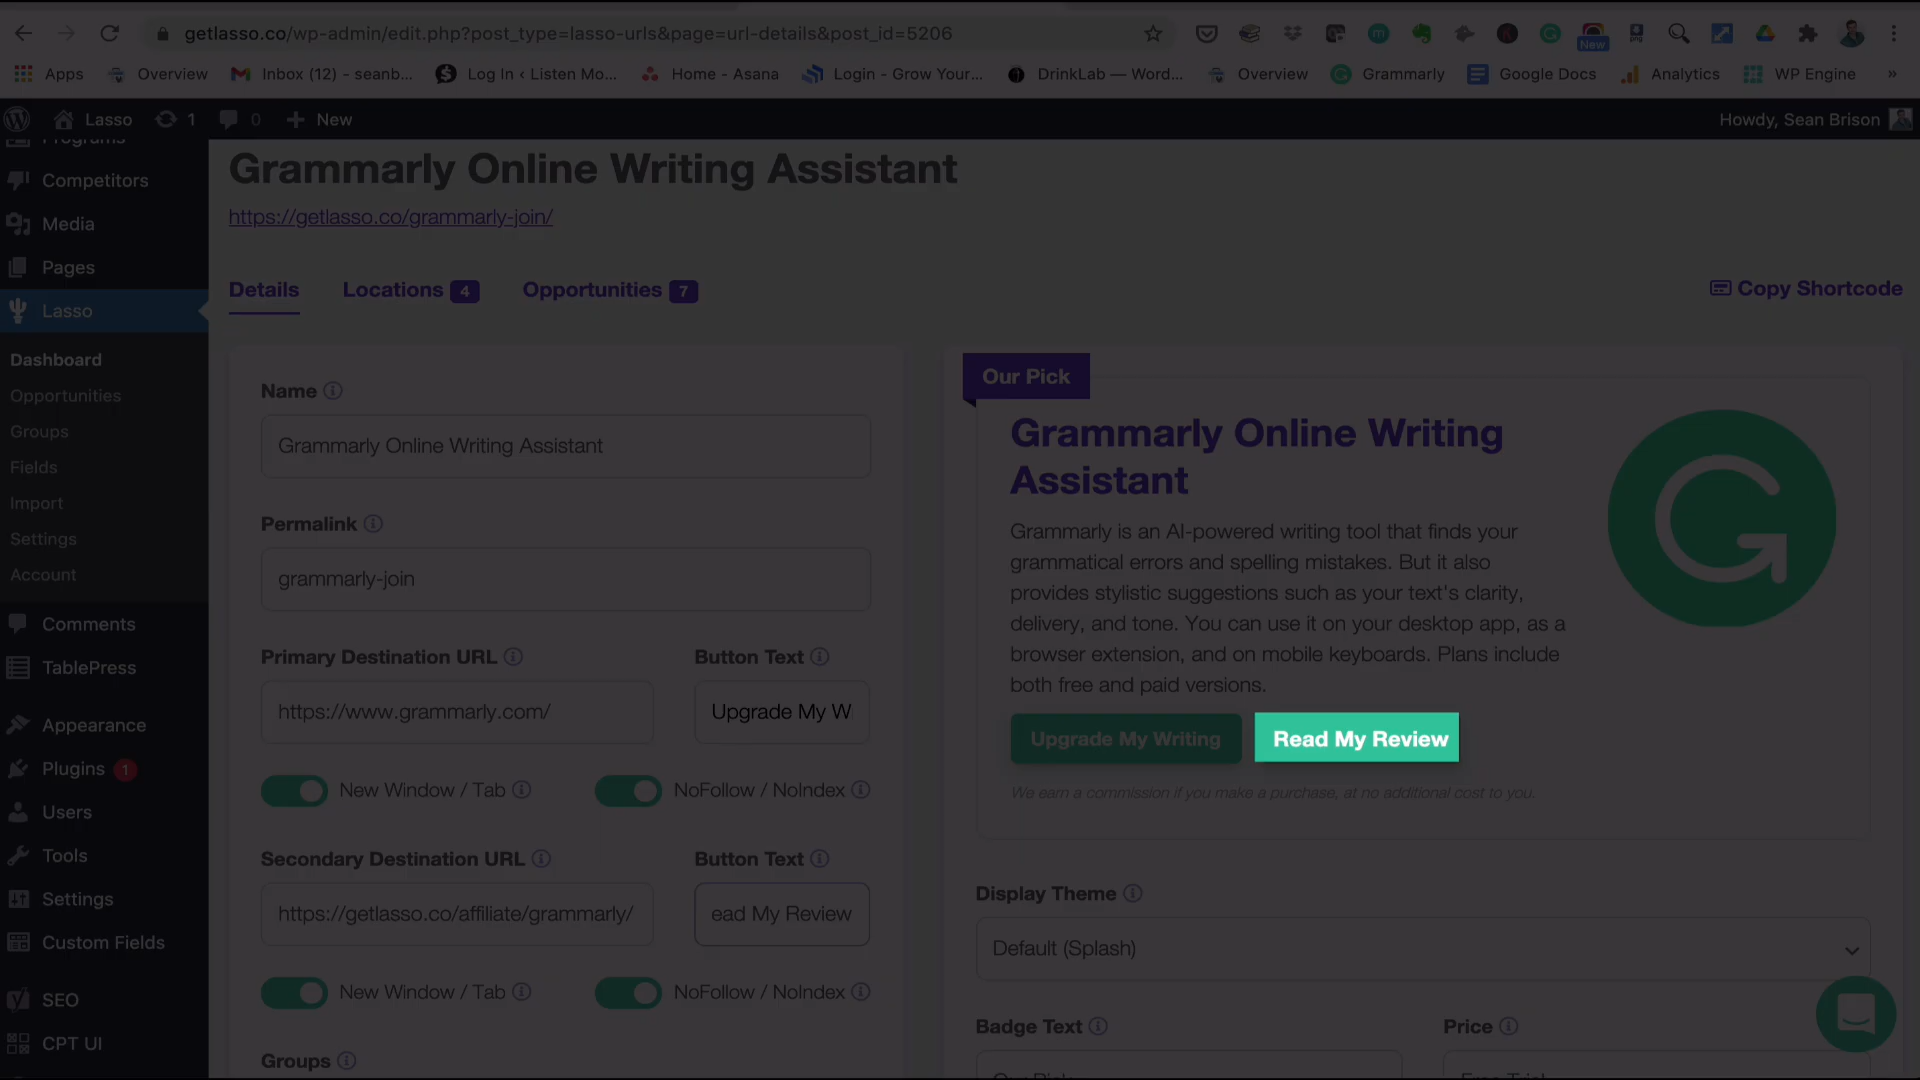 getlasso.co/wp-admin/edit.php?post_type=lasso-urls&page=url-details&post_id=5206
New
Apps
Overview
Inbox (12) - seanb...
Log In ‹ Listen Mo...
Home - Asana
Login - Grow Your...
DrinkLab — Word...
Overview
Grammarly
Google Docs
Analytics
WP Engine
»
Lasso
1
0
New
Howdy, Sean Brison
Programs
Competitors
Media
Pages
Lasso
Dashboard
Opportunities
Groups
Fields
Import
Settings
Account
Comments
TablePress
Appearance
Plugins 1
Users
Tools
Settings
Custom Fields
SEO
CPT UI
Grammarly Online Writing Assistant
https://getlasso.co/grammarly-join/
Details
Locations 4
Opportunities 7
Copy Shortcode
Name
Grammarly Online Writing Assistant
Permalink
grammarly-join
Primary Destination URL
Button Text
https://www.grammarly.com/
Upgrade My W
New Window / Tab
NoFollow / NoIndex
Secondary Destination URL
Button Text
https://getlasso.co/affiliate/grammarly/
ead My Review
New Window / Tab
NoFollow / NoIndex
Groups
Our Pick
Grammarly Online Writing
Assistant
Grammarly is an AI-powered writing tool that finds your
grammatical errors and spelling mistakes. But it also
provides stylistic suggestions such as your text's clarity,
delivery, and tone. You can use it on your desktop app, as a
browser extension, and on mobile keyboards. Plans include
both free and paid versions.
Upgrade My Writing
Read My Review
We earn a commission if you make a purchase, at no additional cost to you.
Display Theme
Default (Splash)
Badge Text
Price
Our Pick
Free Trial